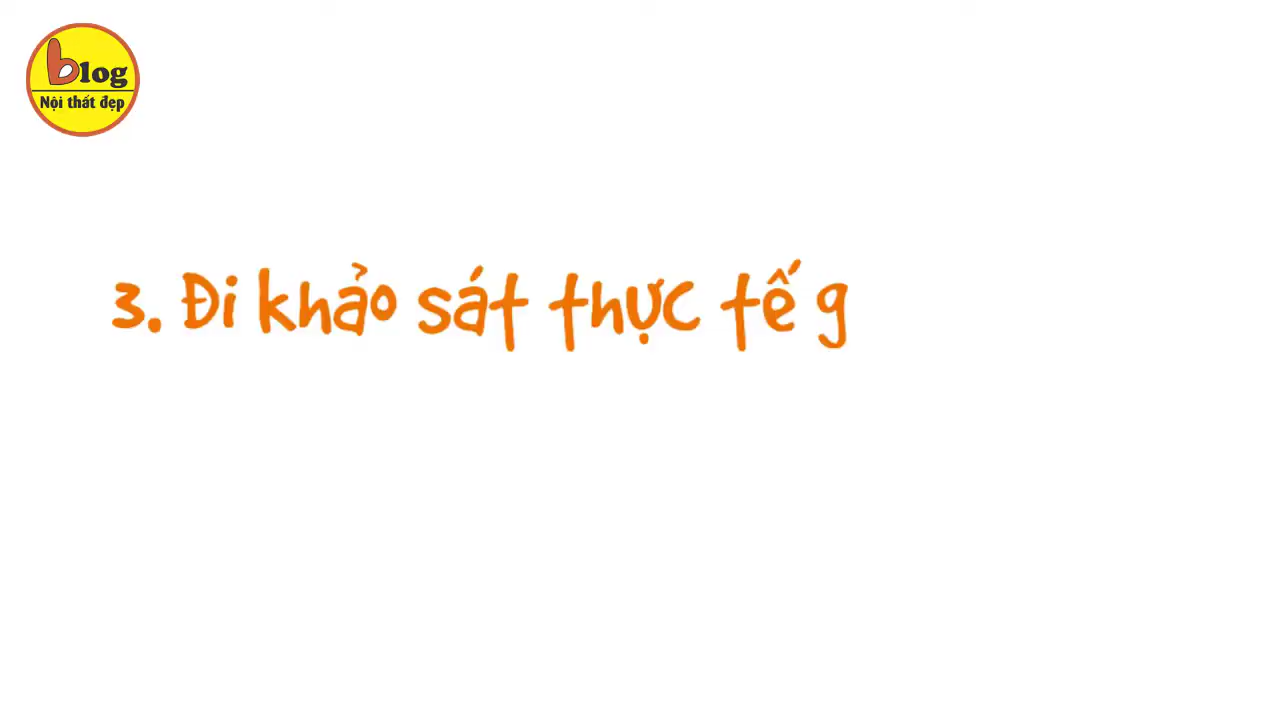 blog
Nội thất đẹp
3. Đi khảo sát thực tế g